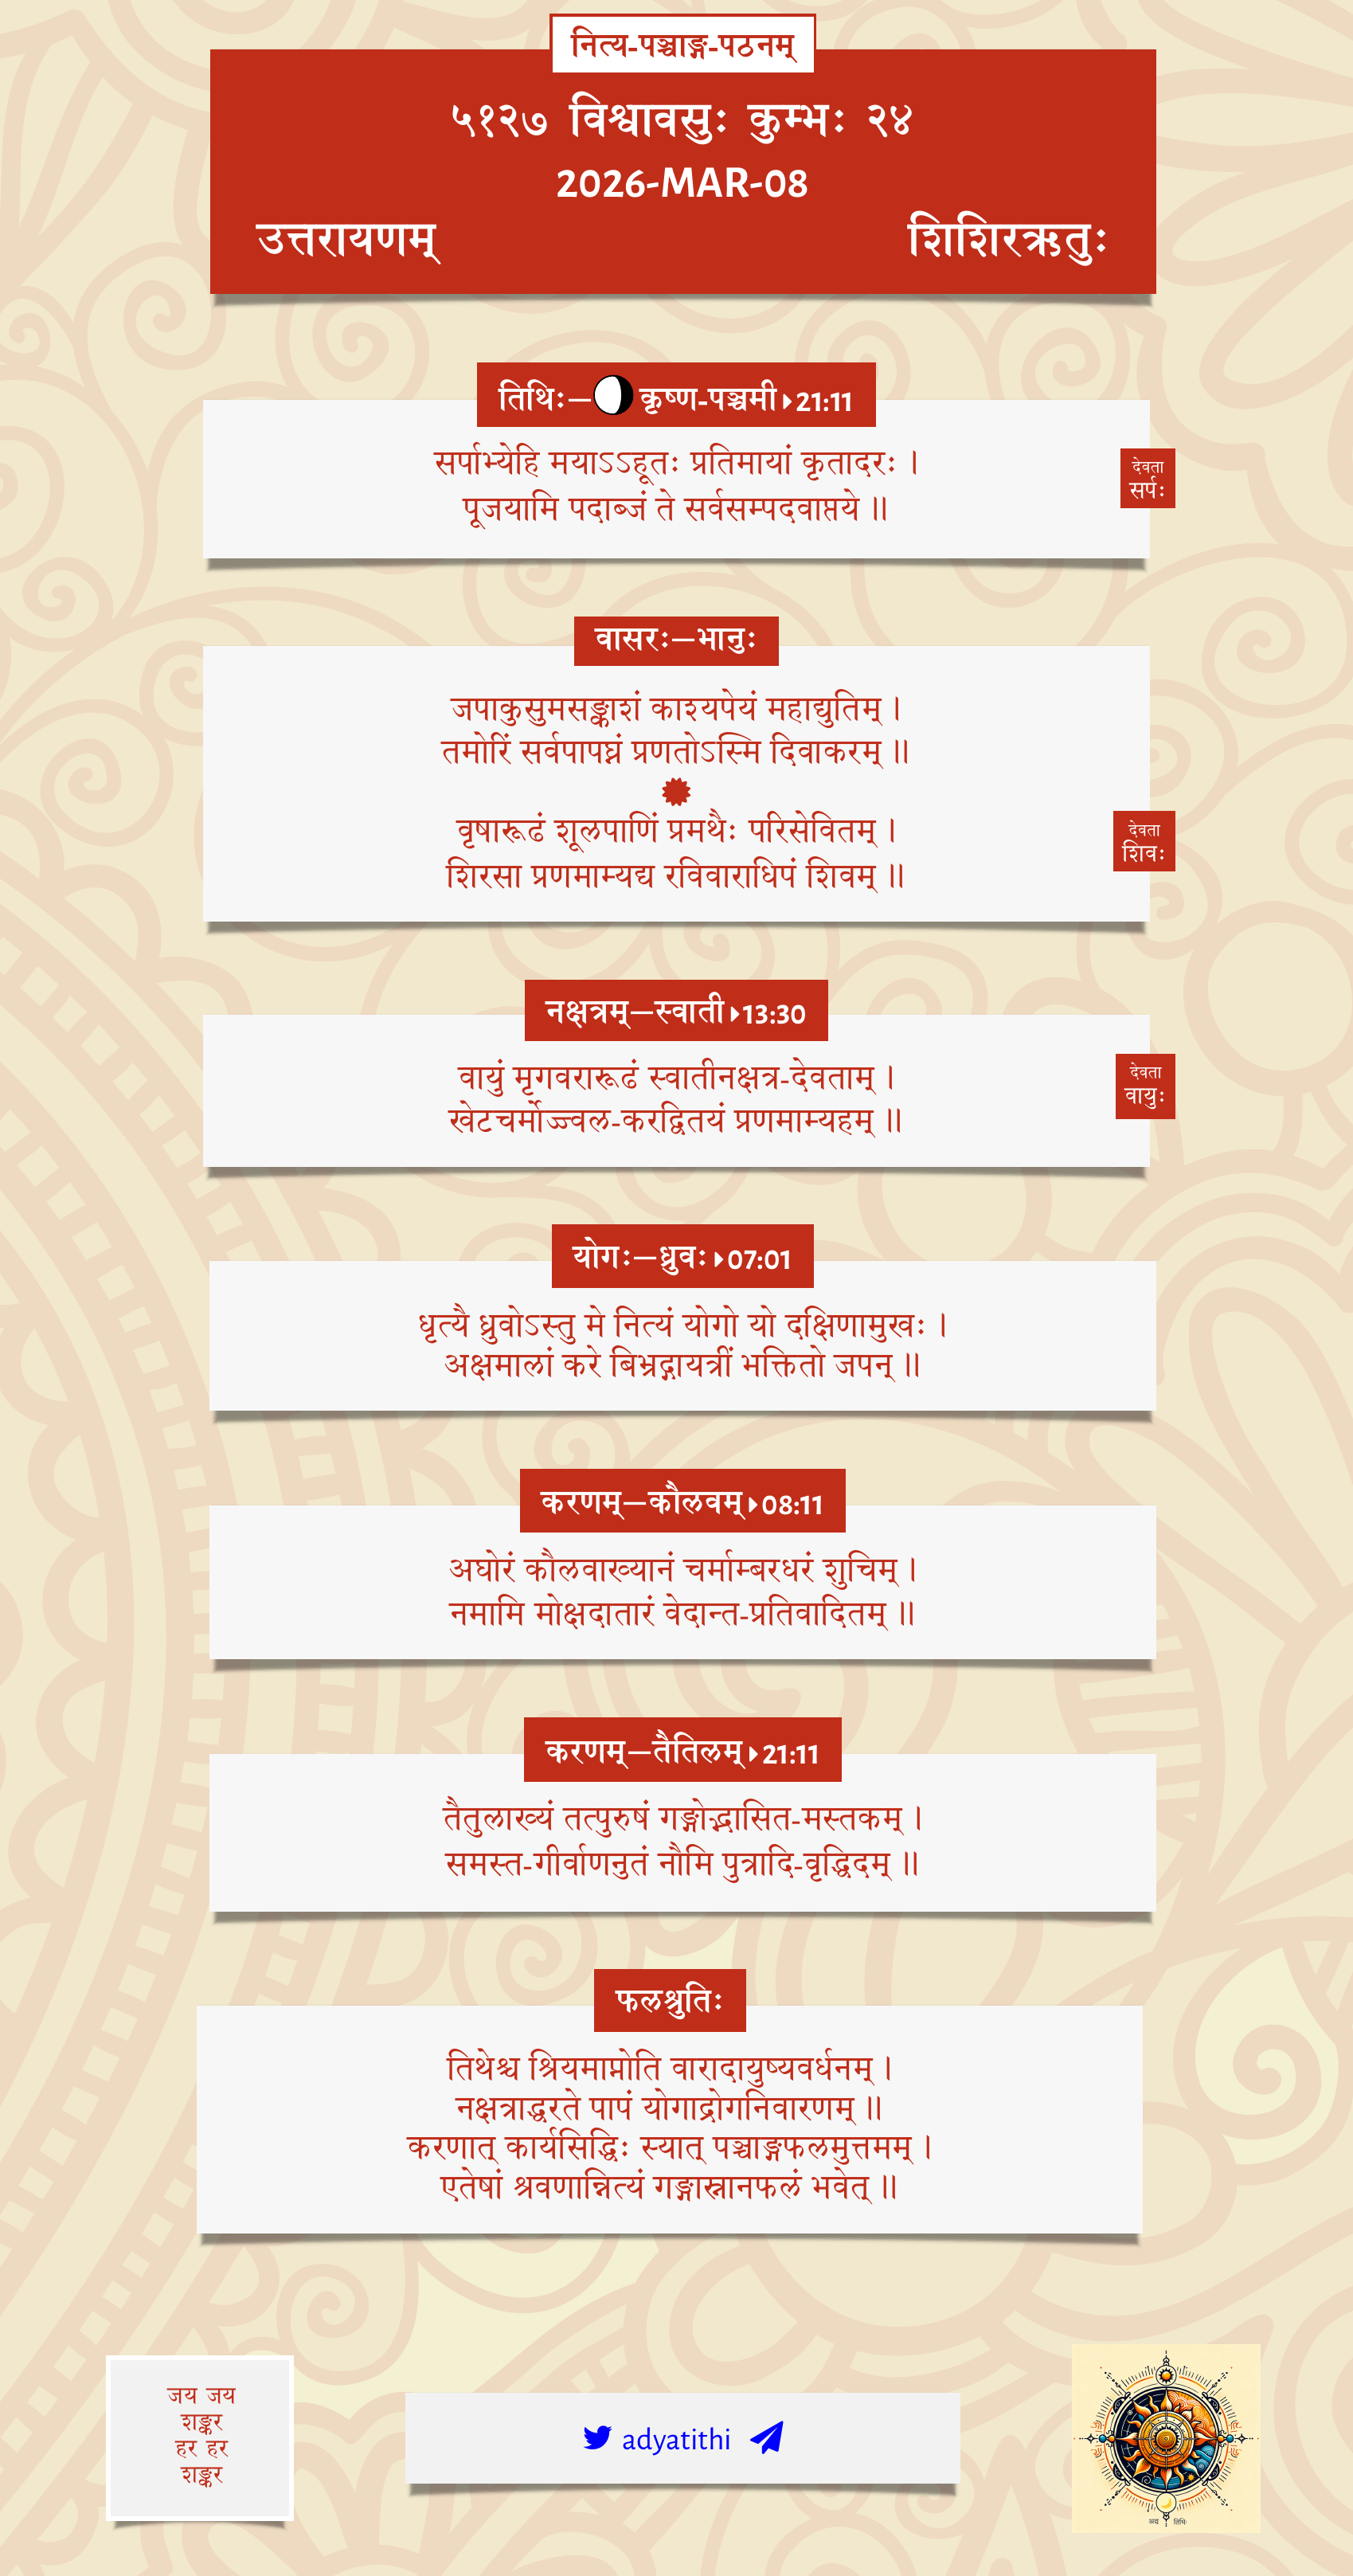 नित्य-पञ्चाङ्ग-पठनम्
५१२७ विश्वावसुः कुम्भः २४
2026-MAR-08
उत्तरायणम् शिशिरऋतुः
तिथिः—कृष्ण-पञ्चमी 21:11
सर्पाभ्येहि मयाऽऽहूतः प्रतिमायां कृतादरः ।
पूजयामि पदाब्जं ते सर्वसम्पदवाप्तये ॥
देवता
सर्पः
वासरः—भानुः
जपाकुसुमसङ्काशं काश्यपेयं महाद्युतिम् ।
तमोरिं सर्वपापघ्नं प्रणतोऽस्मि दिवाकरम् ॥
वृषारूढं शूलपाणिं प्रमथैः परिसेवितम् ।
शिरसा प्रणमाम्यद्य रविवाराधिपं शिवम् ॥
देवता
शिवः
नक्षत्रम्—स्वाती 13:30
वायुं मृगवरारूढं स्वातीनक्षत्र-देवताम् ।
खेटचर्मोज्ज्वल-करद्वितयं प्रणमाम्यहम् ॥
देवता
वायुः
योगः—ध्रुवः 07:01
धृत्यै ध्रुवोऽस्तु मे नित्यं योगो यो दक्षिणामुखः ।
अक्षमालां करे बिभ्रद्गायत्रीं भक्तितो जपन् ॥
करणम्—कौलवम् 08:11
अघोरं कौलवाख्यानं चर्माम्बरधरं शुचिम् ।
नमामि मोक्षदातारं वेदान्त-प्रतिवादितम् ॥
करणम्—तैतिलम् 21:11
तैतुलाख्यं तत्पुरुषं गङ्गोद्भासित-मस्तकम् ।
समस्त-गीर्वाणनुतं नौमि पुत्रादि-वृद्धिदम् ॥
फलश्रुतिः
तिथेश्च श्रियमाप्नोति वारादायुष्यवर्धनम् ।
नक्षत्राद्धरते पापं योगाद्रोगनिवारणम् ॥
करणात् कार्यसिद्धिः स्यात् पञ्चाङ्गफलमुत्तमम् ।
एतेषां श्रवणान्नित्यं गङ्गास्नानफलं भवेत् ॥
जय जय
शङ्कर
हर हर
शङ्कर
adyatithi
अद्य तिथिः